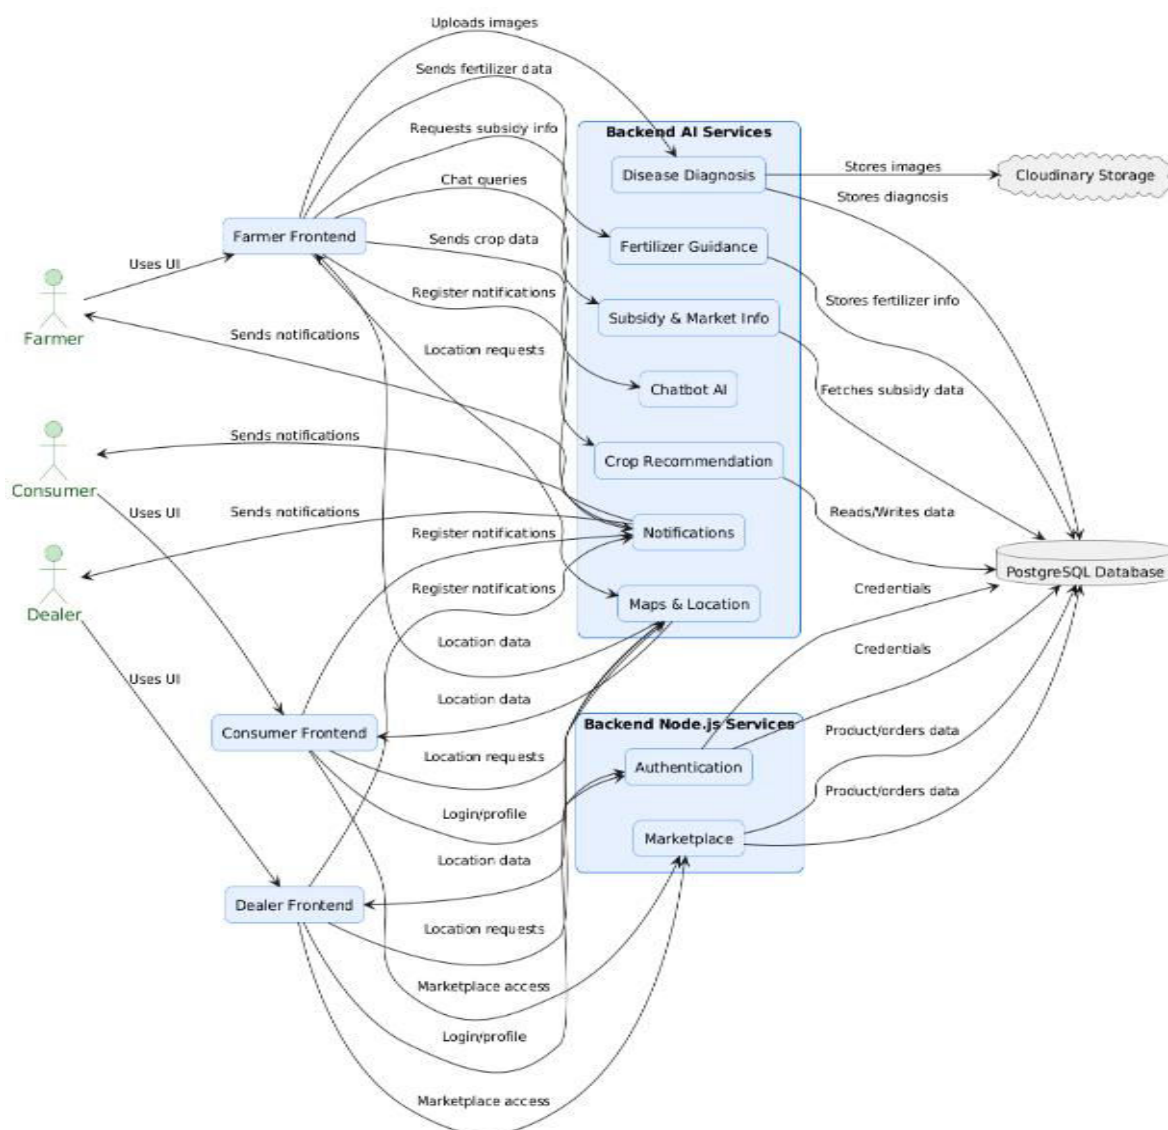 Uploads images
Sends fertilizer data
Requests subsidy info
Backend AI Services
Disease Diagnosis
Stores images
Cloudinary Storage
Chat queries
Stores diagnosis
Farmer Frontend
Sends crop data
Fertilizer Guidance
Uses UI
Register notifications
Stores fertilizer info
Subsidy & Market Info
Farmer
Sends notifications
Location requests
Chatbot AI
Fetches subsidy data
Sends notifications
Crop Recommendation
Consumer
Uses UI
Sends notifications
Reads/Writes data
Register notifications
Notifications
PostgreSQL Database
Register notifications
Credentials
Maps & Location
Dealer
Location data
Credentials
Uses UI
Location data
Backend Node.js Services
Consumer Frontend
Product/orders data
Location requests
Authentication
Product/orders data
Login/profile
Marketplace
Location data
Dealer Frontend
Location requests
Marketplace access
Login/profile
Marketplace access